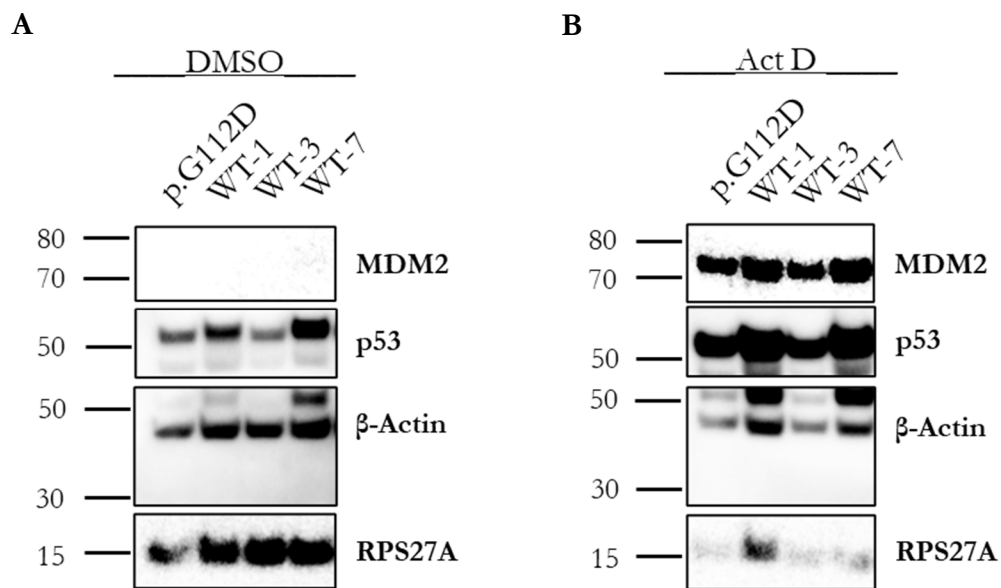 A
DMSO
p.G112D
WT-1
WT-3
WT-7
80
70
MDM2
50
p53
50
β-Actin
30
15
RPS27A
B
Act D
p.G112D
WT-1
WT-3
WT-7
80
70
MDM2
50
p53
50
β-Actin
30
15
RPS27A